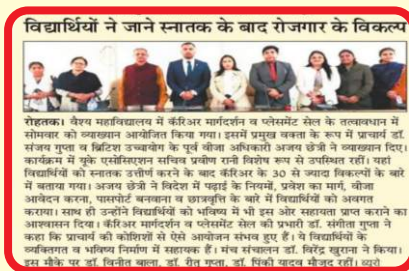 विद्यार्थियों ने जाने स्नातक के बाद रोजगार के विकल्प
रोहतक। वैश्य महाविद्यालय में कॅरिअर मार्गदर्शन व प्लेसमेंट सेल के तत्वावधान में
सोमवार को व्याख्यान आयोजित किया गया। इसमें प्रमुख वक्ता के रूप में प्राचार्य डॉ.
संजय गुप्ता व ब्रिटिश उच्चायोग के पूर्व वीजा अधिकारी अजय छेत्री ने व्याख्यान दिए।
कार्यक्रम में यूके एसोसिएशन सचिव प्रवीण रानी विशेष रूप से उपस्थित रहीं। यहां
विद्यार्थियों को स्नातक उत्तीर्ण करने के बाद कॅरिअर के 30 से ज्यादा विकल्पों के बारे
में बताया गया। अजय छेत्री ने विदेश में पढ़ाई के नियमों, प्रवेश का मार्ग, वीजा
आवेदन करना, पासपोर्ट बनवाना व छात्रवृत्ति के बारे में विद्यार्थियों को अवगत
कराया। साथ ही उन्होंने विद्यार्थियों को भविष्य में भी इस ओर सहायता प्राप्त कराने का
आश्वासन दिया। कॅरिअर मार्गदर्शन व प्लेसमेंट सेल की प्रभारी डॉ. संगीता गुप्ता ने
कहा कि प्राचार्य की कोशिशों से ऐसे आयोजन संभव हुए हैं। ये विद्यार्थियों के
व्यक्तिगत व भविष्य निर्माण में सहायक हैं। मंच संचालन डॉ. विरेंद्र खुराना ने किया।
इस मौके पर डॉ. विनीत बाला, डॉ. रीत गुप्ता, डॉ. पिंकी यादव मौजूद रहीं। ब्यूरो